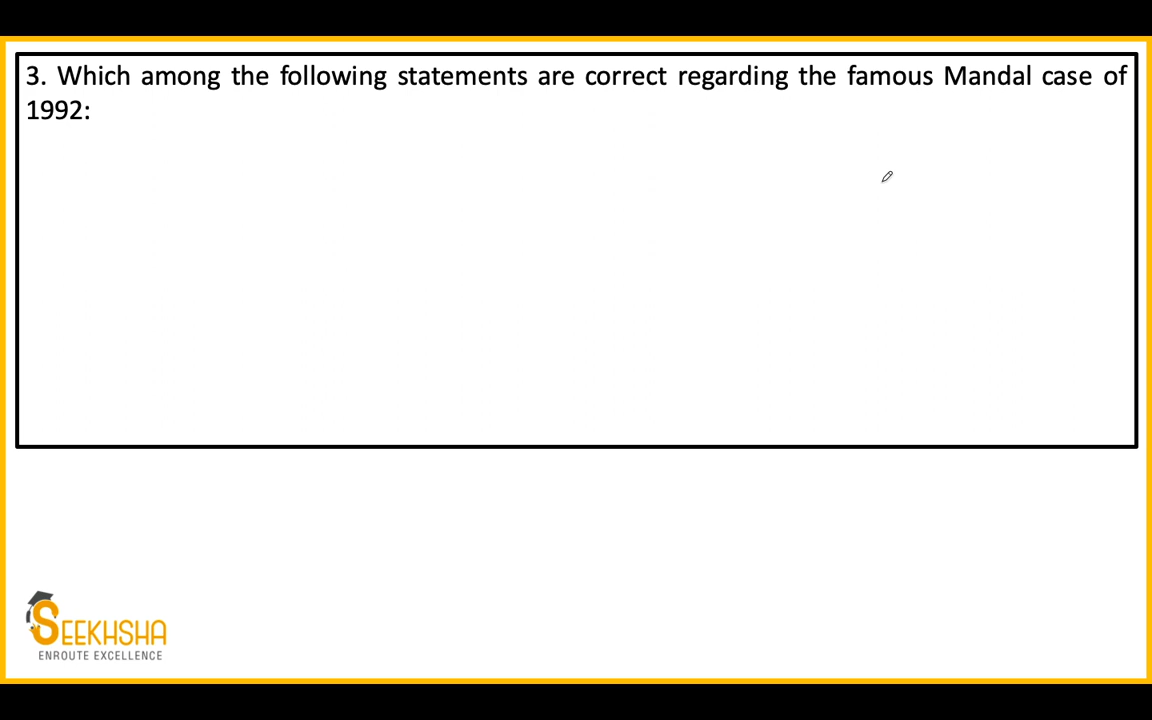 3. Which among the following statements are correct regarding the famous Mandal case of
1992:
SEEKHSHA
ENROUTE EXCELLENCE